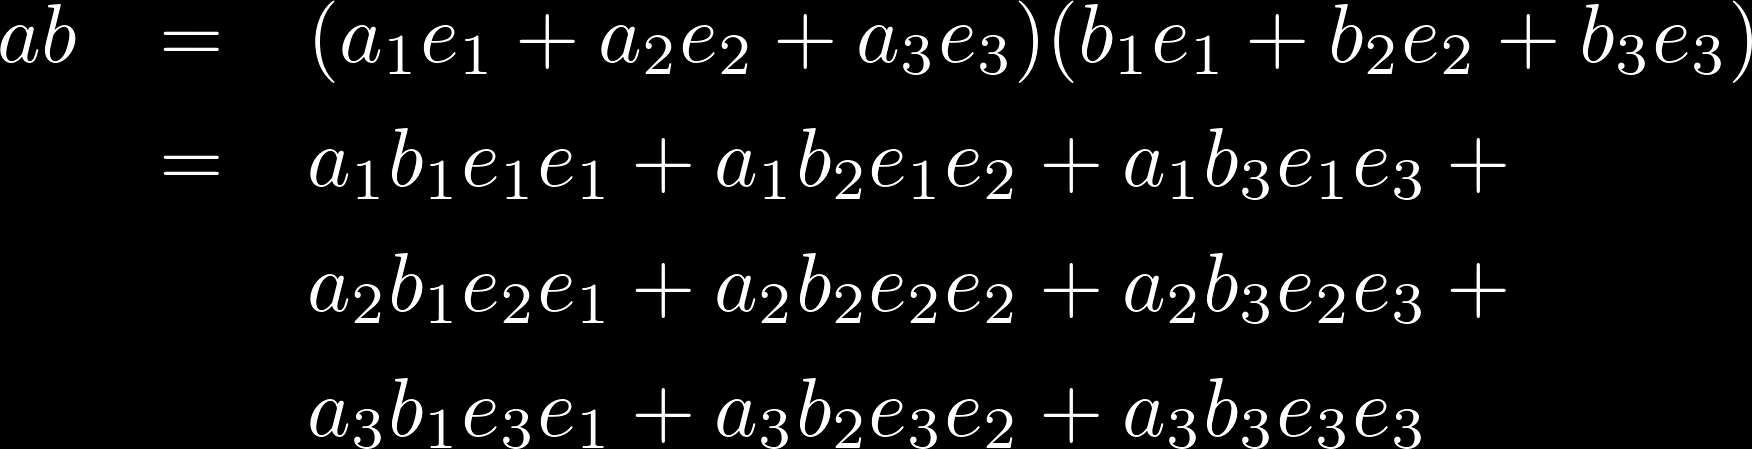 ab = (a₁e₁ + a₂e₂ + a₃e₃)(b₁e₁ + b₂e₂ + b₃e₃)
= a₁b₁e₁e₁ + a₁b₂e₁e₂ + a₁b₃e₁e₃ +
a₂b₁e₂e₁ + a₂b₂e₂e₂ + a₂b₃e₂e₃ +
a₃b₁e₃e₁ + a₃b₂e₃e₂ + a₃b₃e₃e₃